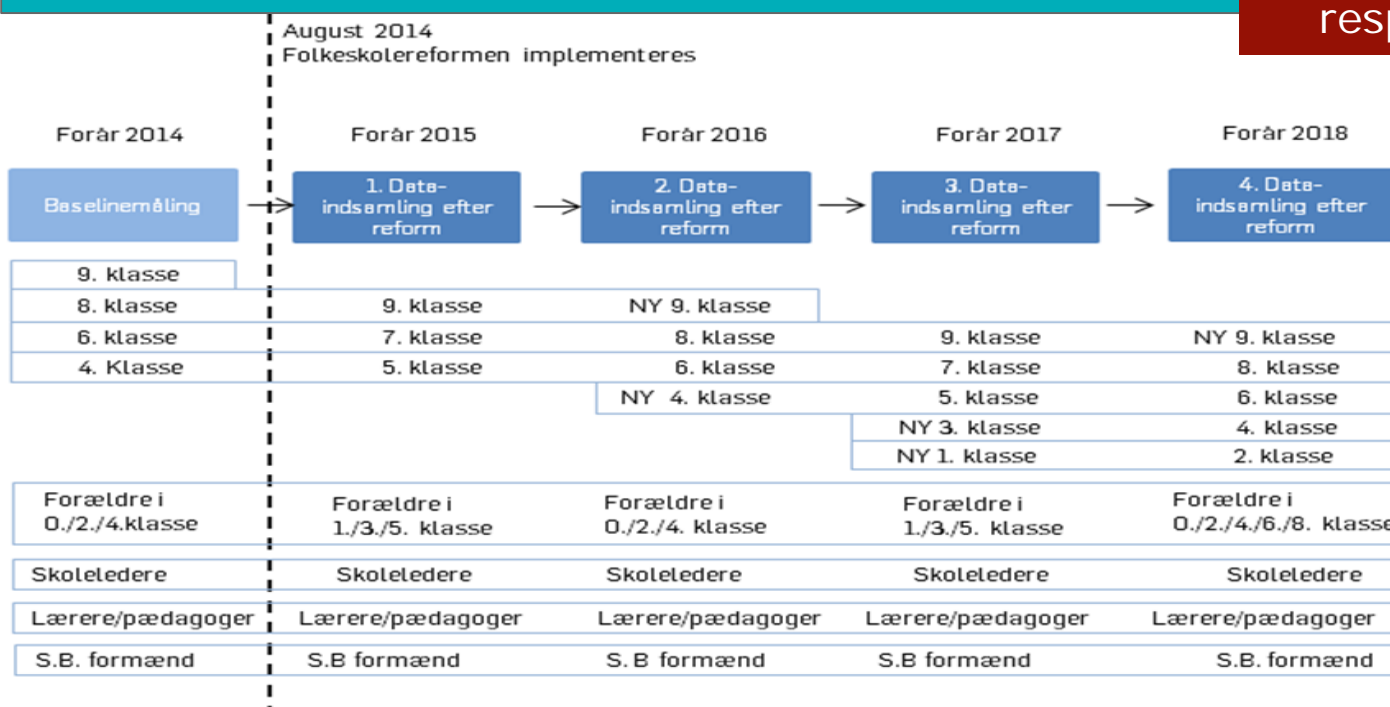 resp
August 2014
Folkeskolereformen implementeres
Forår 2014 Forår 2015 Forår 2016 Forår 2017 Forår 2018
Baselinemåling
1. Data-
indsamling efter
reform
2. Data-
indsamling efter
reform
3. Data-
indsamling efter
reform
4. Data-
indsamling efter
reform
9. klasse
8. klasse 9. klasse NY 9. klasse
6. klasse 7. klasse 8. klasse 9. klasse NY 9. klasse
4. Klasse 5. klasse 6. klasse 7. klasse 8. klasse
NY 4. klasse 5. klasse 6. klasse
NY 3. klasse 4. klasse
NY 1. klasse 2. klasse
Forældre i
0./2./4.klasse
Forældre i
1./3./5. klasse
Forældre i
0./2./4. klasse
Forældre i
1./3./5. klasse
Forældre i
0./2./4./6./8. klasse
Skoleledere Skoleledere Skoleledere Skoleledere Skoleledere
Lærere/pædagoger Lærere/pædagoger Lærere/pædagoger Lærere/pædagoger Lærere/pædagoger
S.B. formænd S.B formænd S. B formænd S.B formænd S.B. formænd